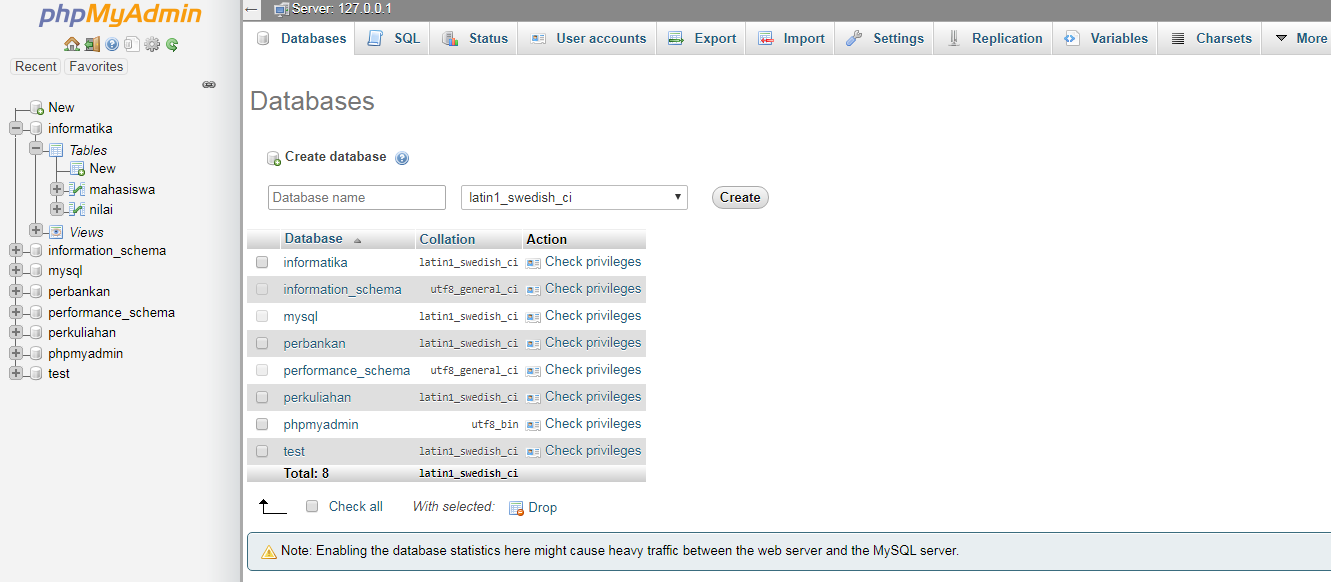 phpMyAdmin
Recent Favorites
New
informatika
Tables
New
mahasiswa
nilai
Views
information_schema
mysql
perbankan
performance_schema
perkuliahan
phpmyadmin
test
Server: 127.0.0.1
Databases SQL Status User accounts Export Import Settings Replication Variables Charsets More
Databases
Create database
Database name latin1_swedish_ci Create
Database Collation Action
informatika latin1_swedish_ci Check privileges
information_schema utf8_general_ci Check privileges
mysql latin1_swedish_ci Check privileges
perbankan latin1_swedish_ci Check privileges
performance_schema utf8_general_ci Check privileges
perkuliahan latin1_swedish_ci Check privileges
phpmyadmin utf8_bin Check privileges
test latin1_swedish_ci Check privileges
Total: 8 latin1_swedish_ci
Check all With selected: Drop
Note: Enabling the database statistics here might cause heavy traffic between the web server and the MySQL server.